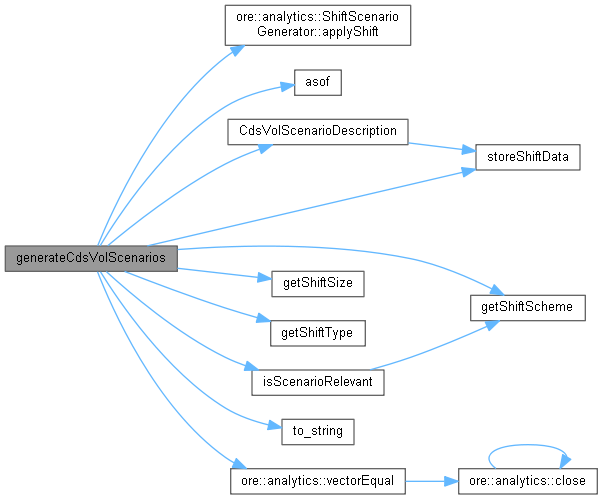 ore::analytics::ShiftScenario
Generator::applyShift
asof
CdsVolScenarioDescription
storeShiftData
generateCdsVolScenarios
getShiftSize
getShiftScheme
getShiftType
isScenarioRelevant
to_string
ore::analytics::vectorEqual
ore::analytics::close